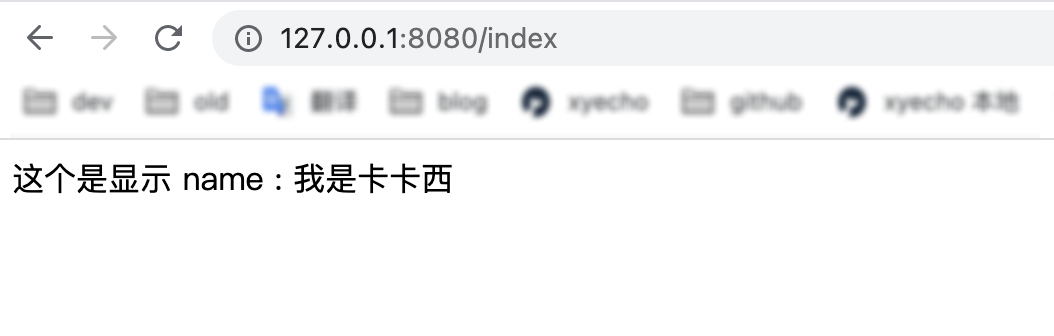 127.0.0.1:8080/index
dev old 翻译 blog xyecho github xyecho 本地
这个是显示 name : 我是卡卡西